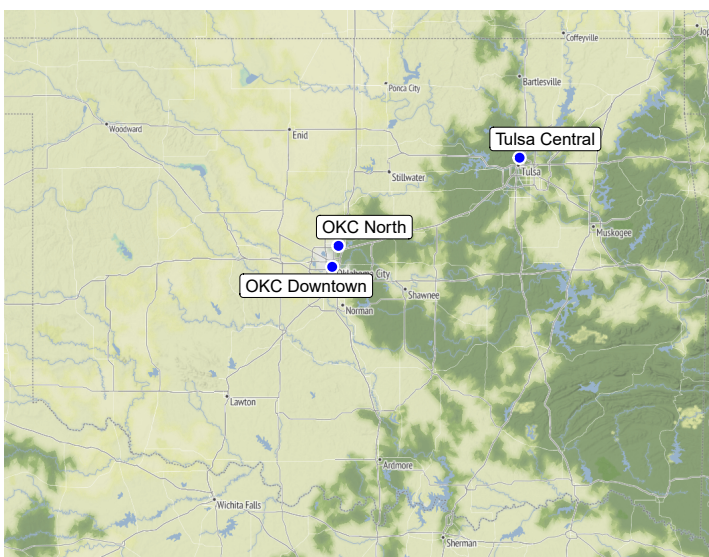 Coffeyville
Jop
Ponca City
Bartlesville
Woodward
Enid
Tulsa Central
Stillwater
Tulsa
OKC North
Muskogee
Oklahoma City
OKC Downtown
Shawnee
Norman
Lawton
Ardmore
Wichita Falls
Sherman